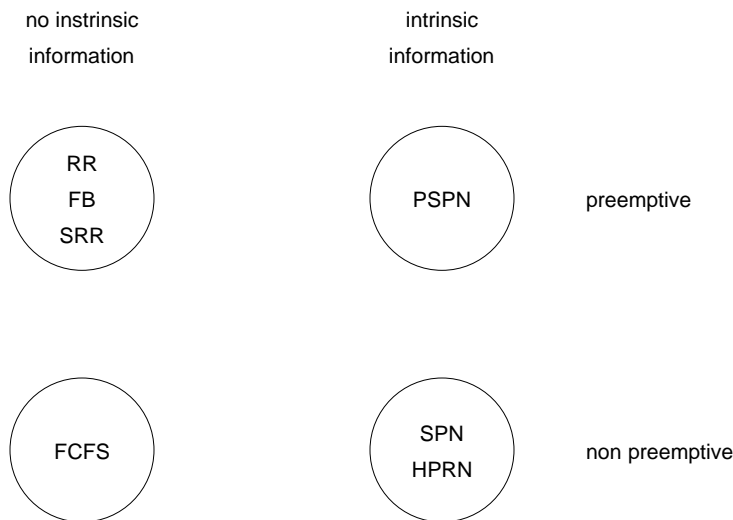 no instrinsic
information
intrinsic
information
RR
FB
SRR
PSPN
preemptive
FCFS
SPN
HPRN
non preemptive